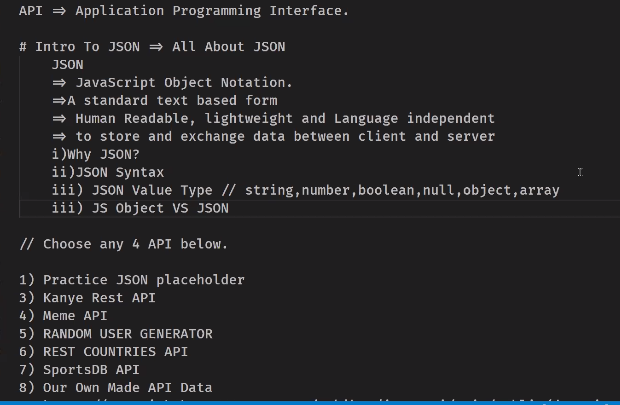 API => Application Programming Interface.
# Intro To JSON => All About JSON
JSON
=> JavaScript Object Notation.
=>A standard text based form
=> Human Readable, lightweight and Language independent
=> to store and exchange data between client and server
i)Why JSON?
ii)JSON Syntax
iii) JSON Value Type // string,number,boolean,null,object,array
iii) JS Object VS JSON
// Choose any 4 API below.
1) Practice JSON placeholder
3) Kanye Rest API
4) Meme API
5) RANDOM USER GENERATOR
6) REST COUNTRIES API
7) SportsDB API
8) Our Own Made API Data